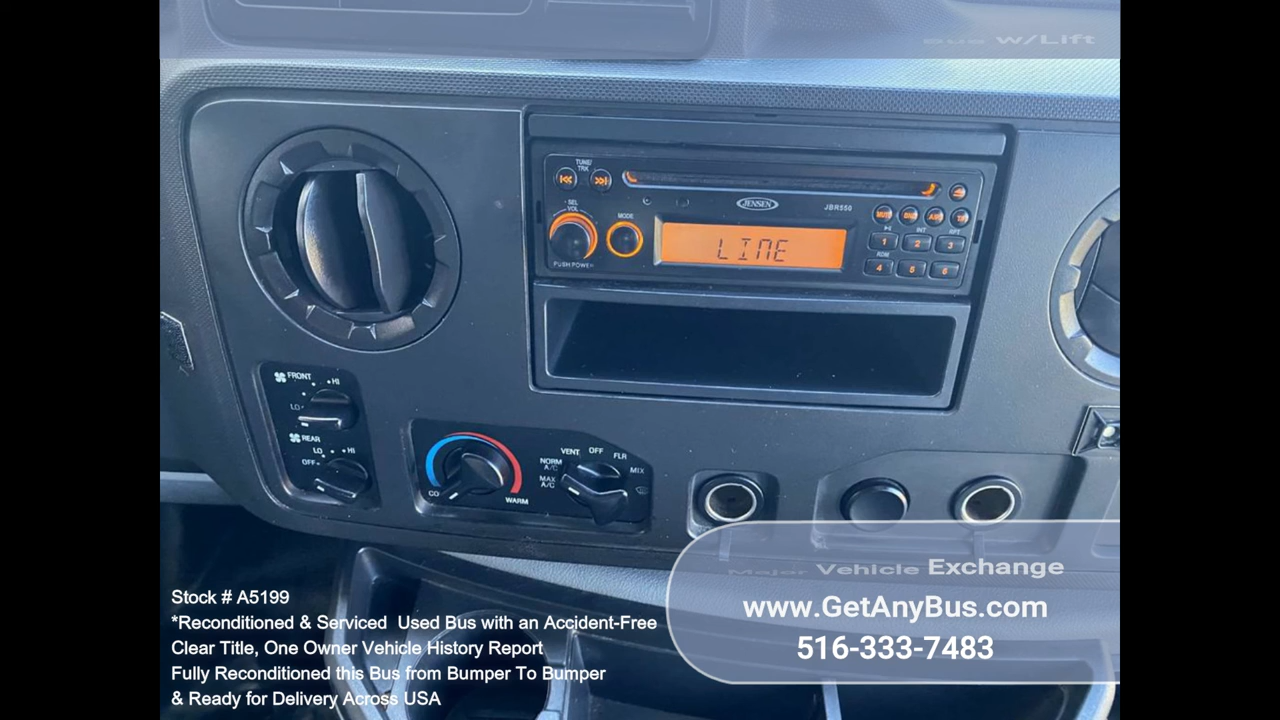 Bus w/Lift
TUNE/
TRK
SEL
VOL
MODE
PUSH POWER
JENSEN
JBR550
LINE
MUTE
INT RPT
1 2 3
RDM
4 5 6
FRONT
HI
LO
REAR
LO HI
OFF
WARM
VENT OFF FLR
NORM
A/C
MIX
MAX
A/C
Major Vehicle Exchange
www.GetAnyBus.com
516-333-7483
Stock # A5199
*Reconditioned & Serviced Used Bus with an Accident-Free
Clear Title, One Owner Vehicle History Report
Fully Reconditioned this Bus from Bumper To Bumper
& Ready for Delivery Across USA